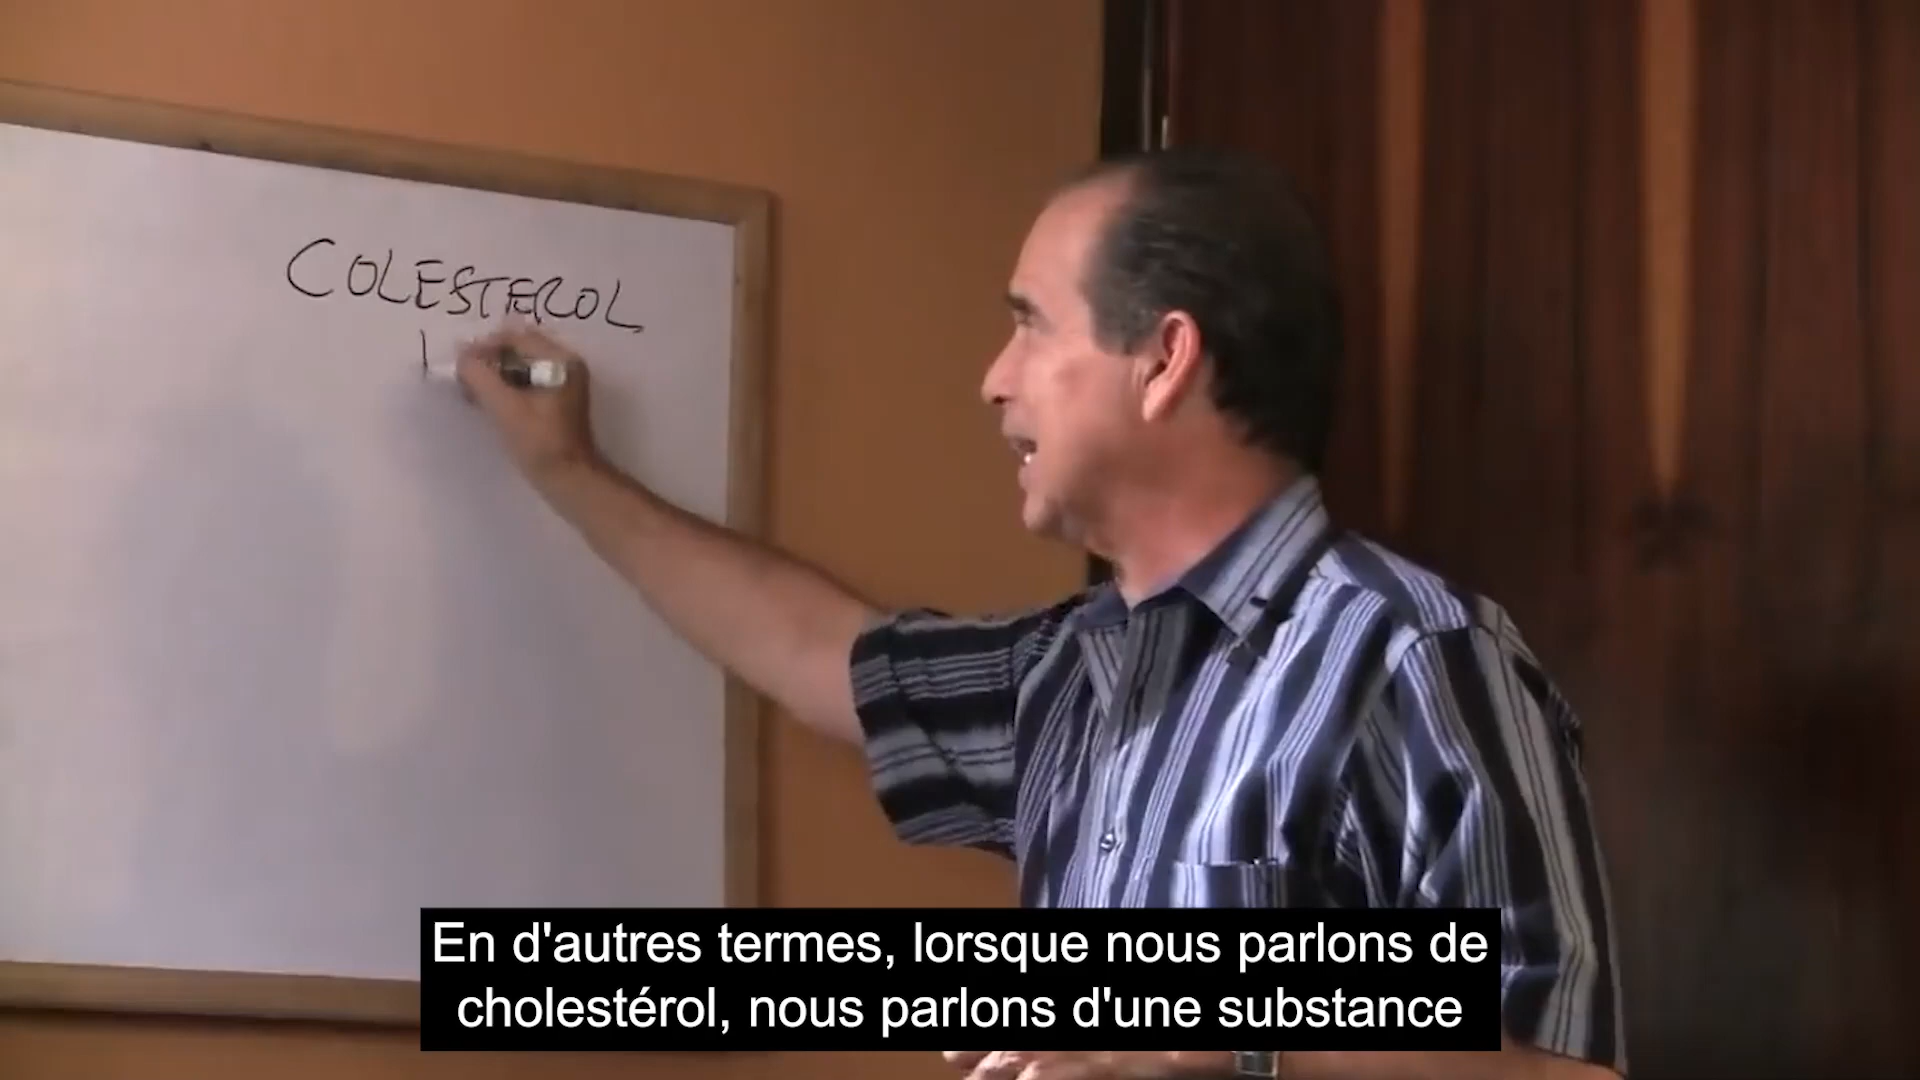 COLESTEROL
En d'autres termes, lorsque nous parlons de
cholestérol, nous parlons d'une substance